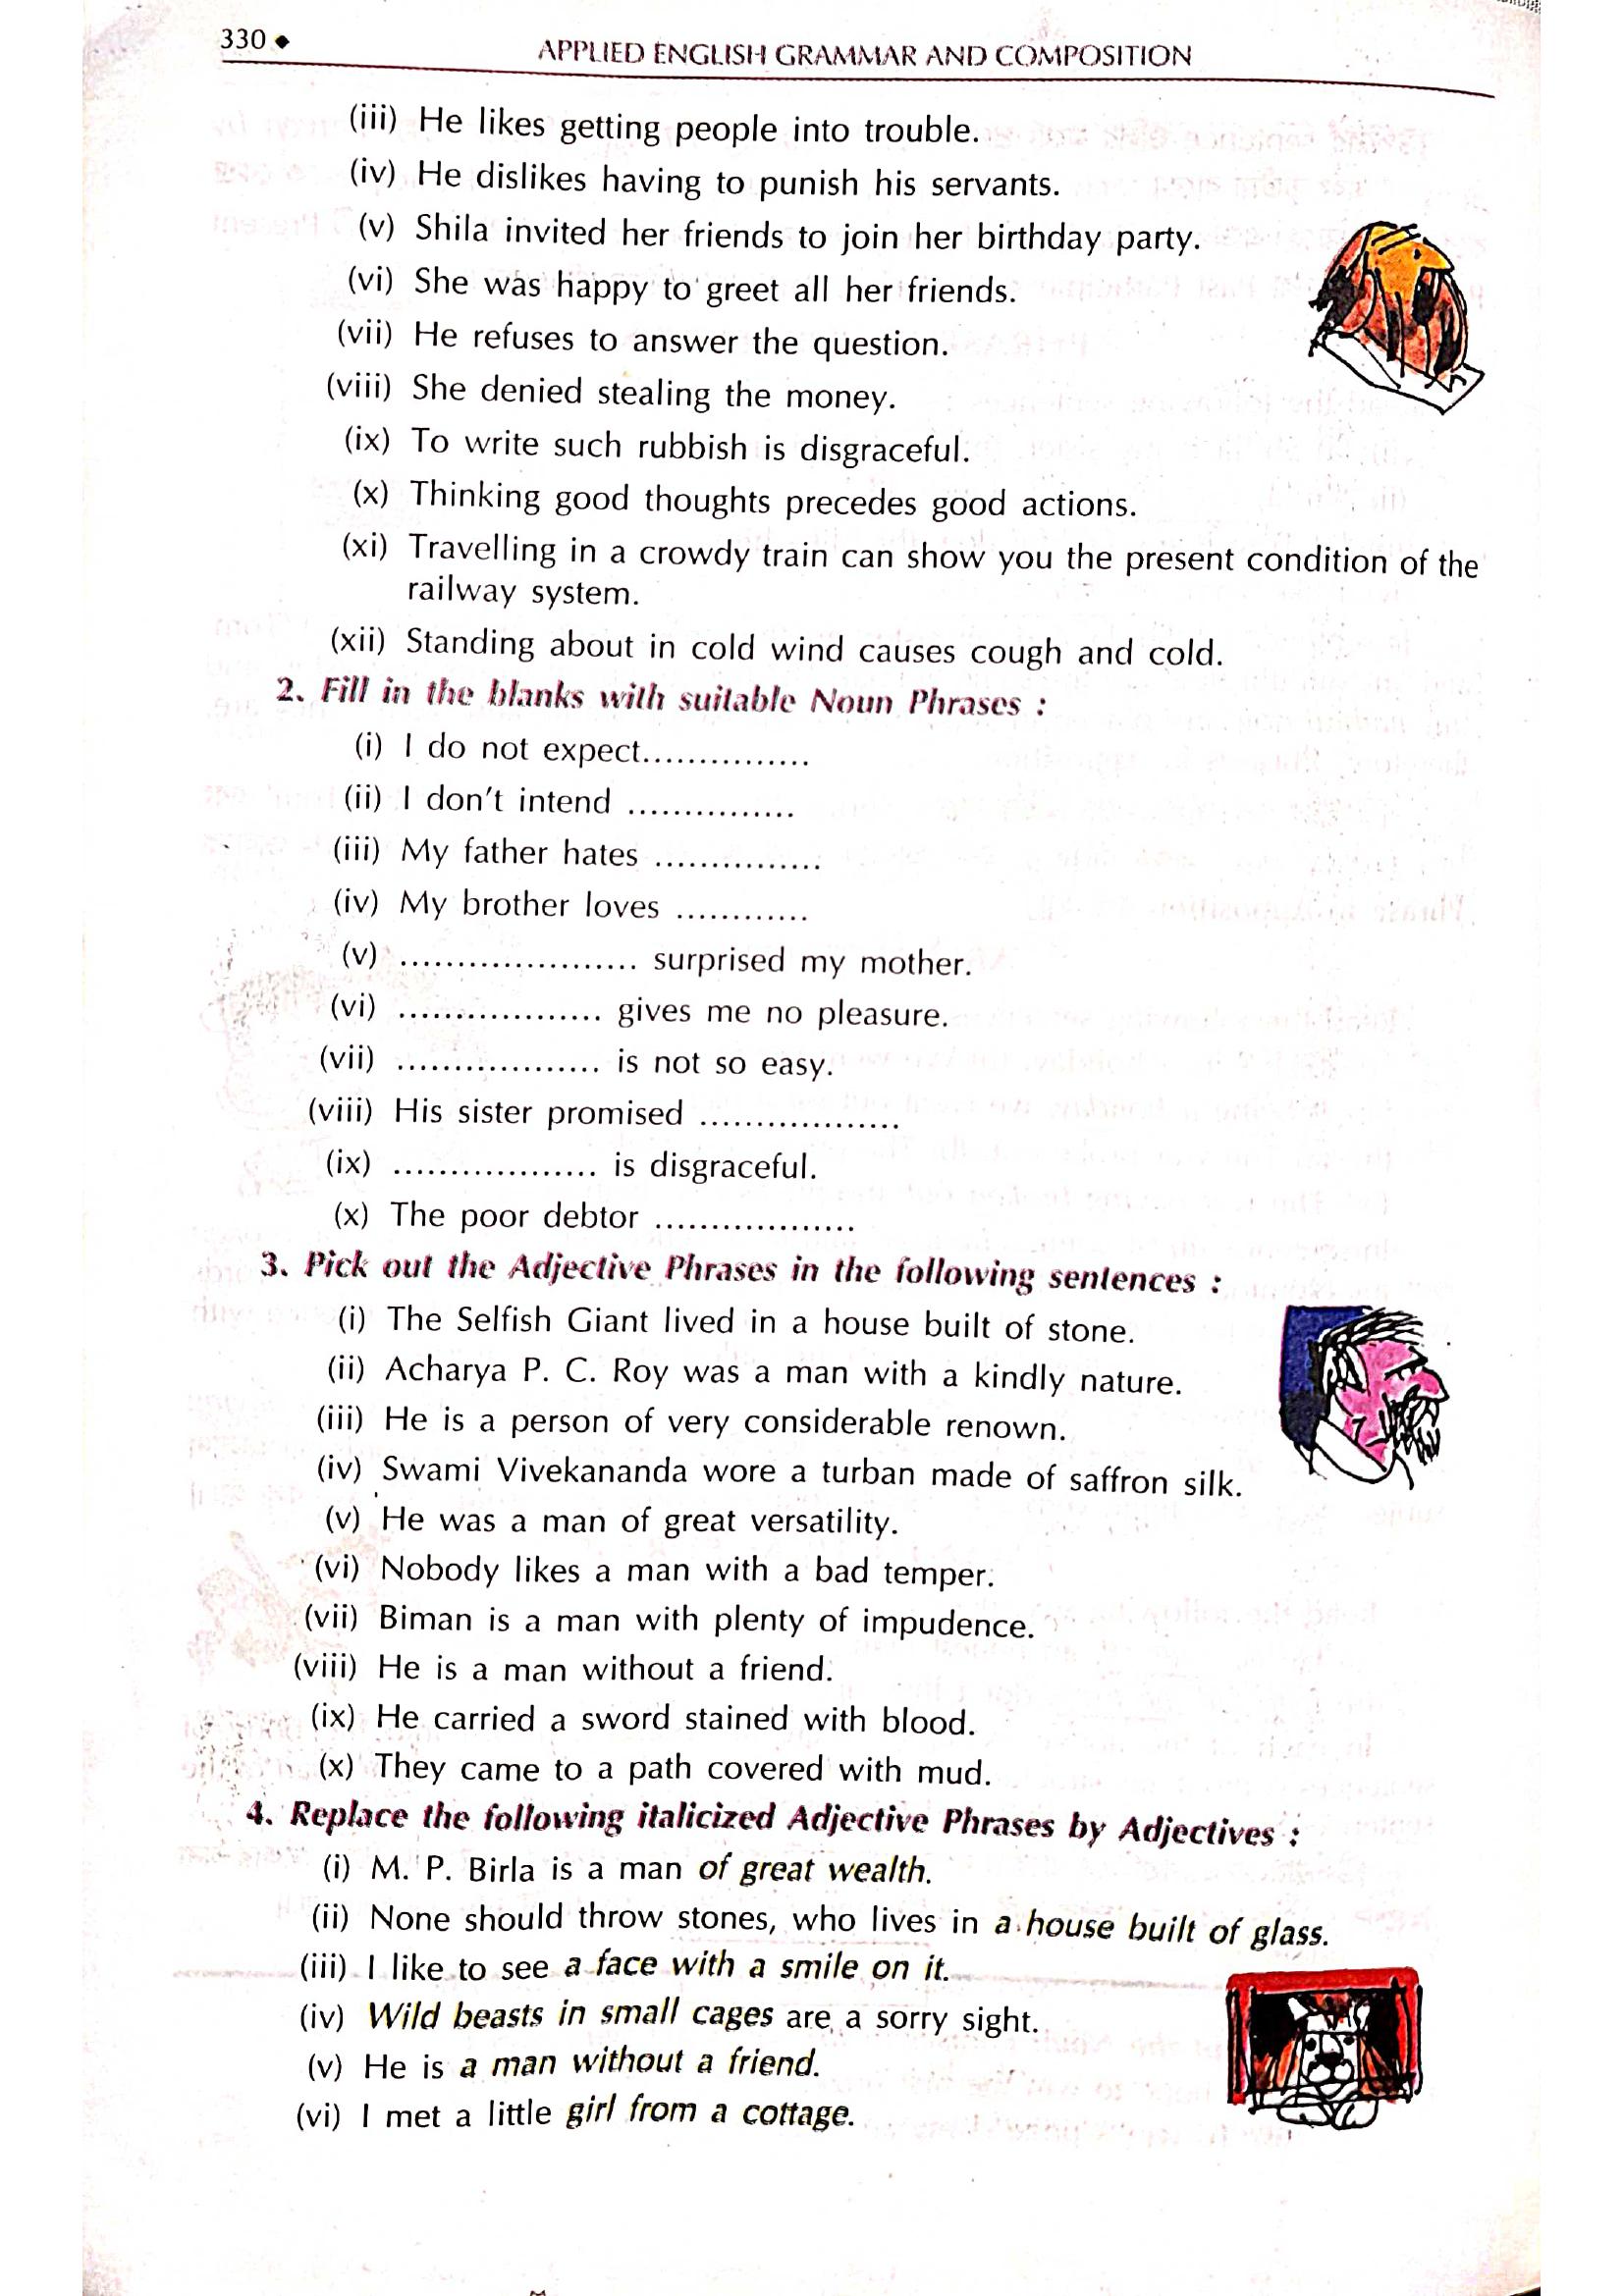 330 ◆
APPLIED ENGLISH GRAMMAR AND COMPOSITION
(iii) He likes getting people into trouble.
(iv) He dislikes having to punish his servants.
(v) Shila invited her friends to join her birthday party.
(vi) She was happy to greet all her friends.
(vii) He refuses to answer the question.
(viii) She denied stealing the money.
(ix) To write such rubbish is disgraceful.
(x) Thinking good thoughts precedes good actions.
(xi) Travelling in a crowdy train can show you the present condition of the
railway system.
(xii) Standing about in cold wind causes cough and cold.
2. Fill in the blanks with suitable Noun Phrases :
(i) I do not expect...............
(ii) I don't intend ...............
(iii) My father hates ...............
(iv) My brother loves ............
(v) ..................... surprised my mother.
(vi) .................. gives me no pleasure.
(vii) .................. is not so easy.
(viii) His sister promised ..................
(ix) .................. is disgraceful.
(x) The poor debtor ..................
3. Pick out the Adjective Phrases in the following sentences :
(i) The Selfish Giant lived in a house built of stone.
(ii) Acharya P. C. Roy was a man with a kindly nature.
(iii) He is a person of very considerable renown.
(iv) Swami Vivekananda wore a turban made of saffron silk.
(v) He was a man of great versatility.
(vi) Nobody likes a man with a bad temper.
(vii) Biman is a man with plenty of impudence.
(viii) He is a man without a friend.
(ix) He carried a sword stained with blood.
(x) They came to a path covered with mud.
4. Replace the following italicized Adjective Phrases by Adjectives :
(i) M. P. Birla is a man of great wealth.
(ii) None should throw stones, who lives in a house built of glass.
(iii) I like to see a face with a smile on it.
(iv) Wild beasts in small cages are a sorry sight.
(v) He is a man without a friend.
(vi) I met a little girl from a cottage.